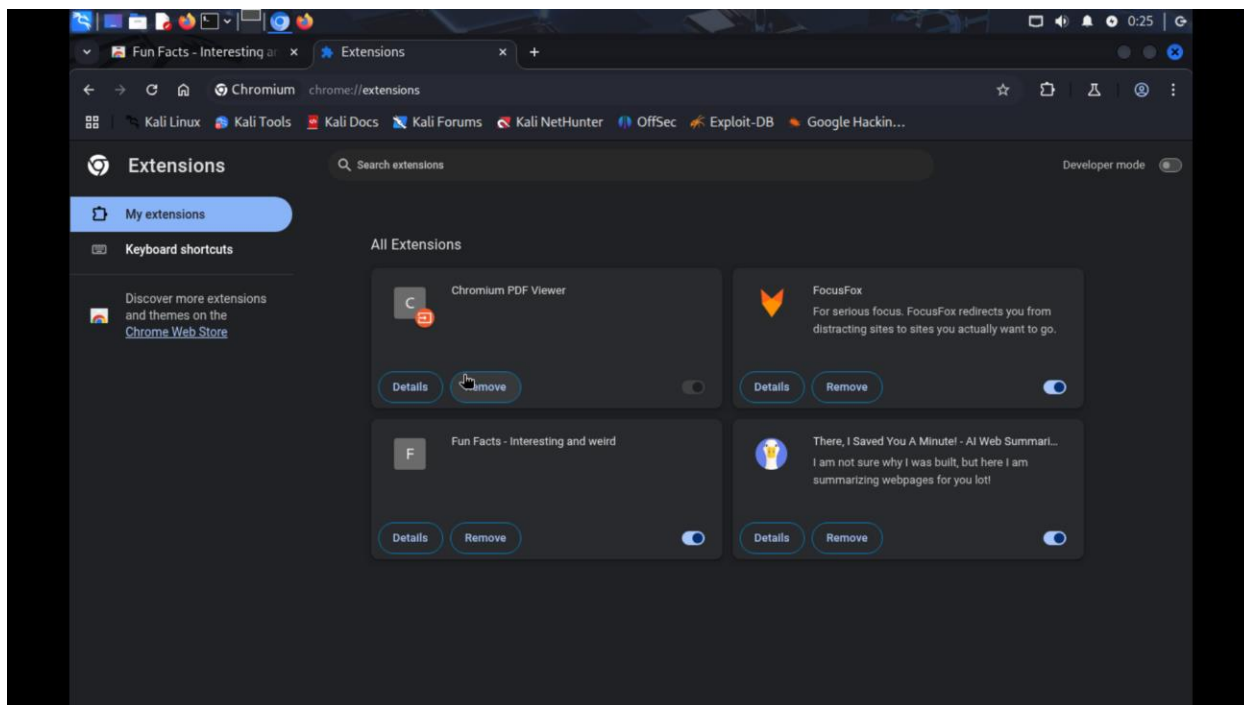 0:25
Fun Facts - Interesting an
Extensions
Chromium chrome://extensions
Kali Linux Kali Tools Kali Docs Kali Forums Kali NetHunter OffSec Exploit-DB Google Hackin...
Extensions
Search extensions
Developer mode
My extensions
Keyboard shortcuts
Discover more extensions
and themes on the
Chrome Web Store
All Extensions
C
Chromium PDF Viewer
Details Remove
FocusFox
For serious focus. FocusFox redirects you from
distracting sites to sites you actually want to go.
Details Remove
F
Fun Facts - Interesting and weird
Details Remove
There, I Saved You A Minute! - AI Web Summari...
I am not sure why I was built, but here I am
summarizing webpages for you lot!
Details Remove